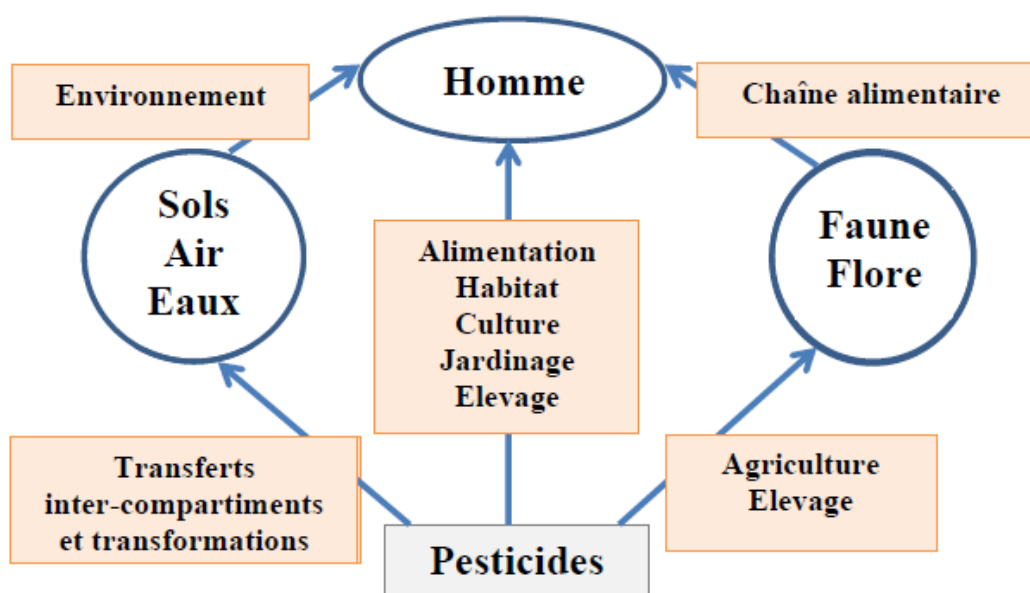 Homme
Environnement
Chaîne alimentaire
Sols
Air
Eaux
Alimentation
Habitat
Culture
Jardinage
Elevage
Faune
Flore
Transferts
inter-compartiments
et transformations
Agriculture
Elevage
Pesticides